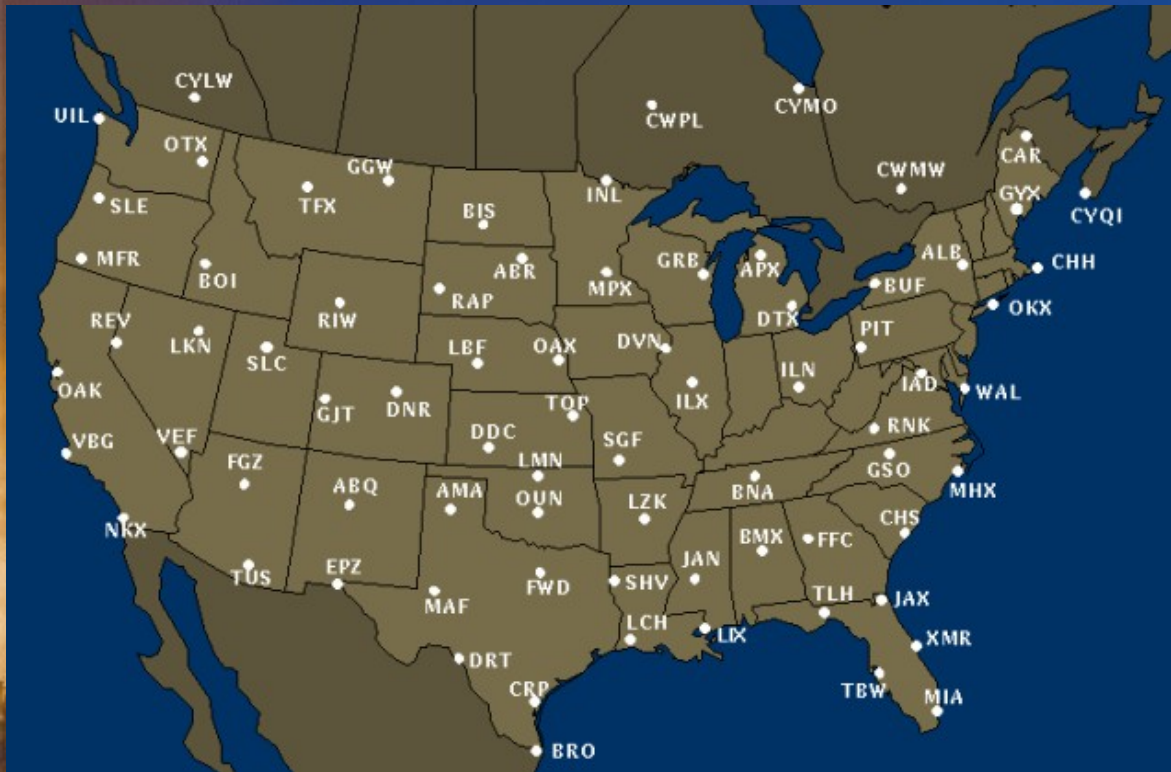 CYLW
UIL
CYMO
CWPL
OTX
CAR
GGW
CWMW
TFX
INL
GYX
SLE
BIS
CYQI
MFR
ALB
CHH
BOI
ABR
GRB
APX
MPX
BUF
RAP
OKX
REV
RIW
DTX
PIT
LKN
LBF
OAX
DVN
SLC
ILN
OAK
IAD
WAL
GJT
DNR
TOP
ILX
VBG
VEF
DDC
SGF
RNK
FGZ
LMN
GSO
ABQ
AMA
OUN
BNA
MHX
LZK
NKX
CHS
BMX
FFC
JAN
TUS
EPZ
FWD
SHV
MAF
TLH
JAX
LCH
LIX
XMR
DRT
CRP
TBW
MIA
BRO